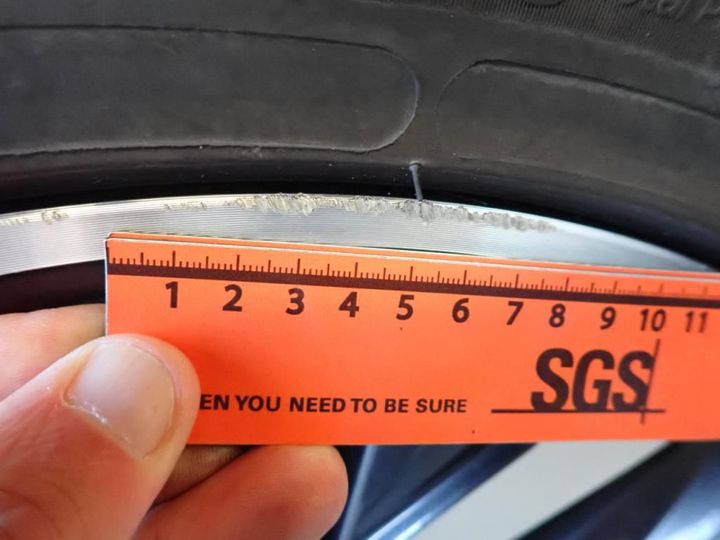 1 2 3 4 5 6 7 8 9 10 11
SGS
EN YOU NEED TO BE SURE